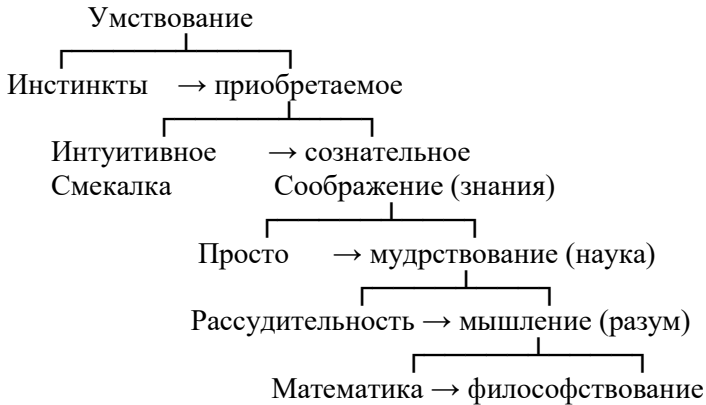 Умствование
Инстинкты → приобретаемое
Интуитивное → сознательное
Смекалка Соображение (знания)
Просто → мудрствование (наука)
Рассудительность → мышление (разум)
Математика → философствование